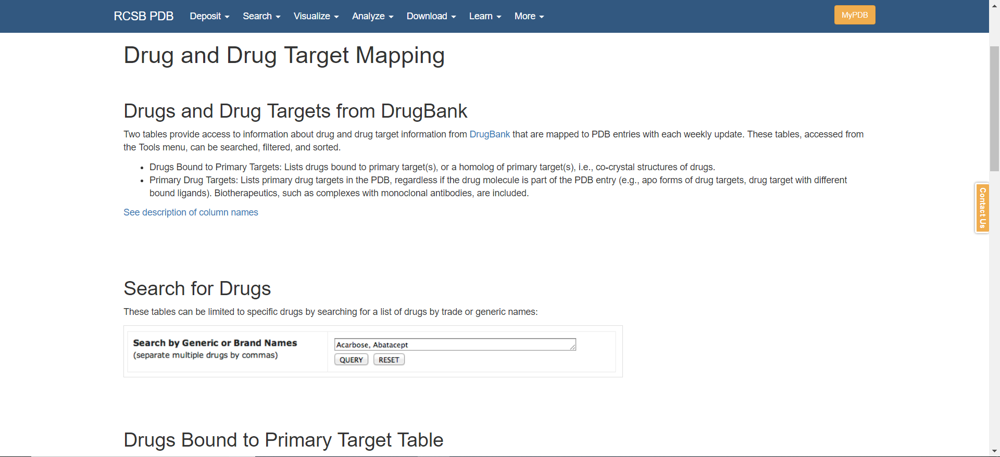 RCSB PDB Deposit Search Visualize Analyze Download Learn More MyPDB
Drug and Drug Target Mapping
Drugs and Drug Targets from DrugBank
Two tables provide access to information about drug and drug target information from DrugBank that are mapped to PDB entries with each weekly update. These tables, accessed from
the Tools menu, can be searched, filtered, and sorted.
• Drugs Bound to Primary Targets: Lists drugs bound to primary target(s), or a homolog of primary target(s), i.e., co-crystal structures of drugs.
• Primary Drug Targets: Lists primary drug targets in the PDB, regardless if the drug molecule is part of the PDB entry (e.g., apo forms of drug targets, drug target with different
bound ligands). Biotherapeutics, such as complexes with monoclonal antibodies, are included.
Contact Us
See description of column names
Search for Drugs
These tables can be limited to specific drugs by searching for a list of drugs by trade or generic names:
Search by Generic or Brand Names
(separate multiple drugs by commas)
Acarbose, Abatacept
QUERY RESET
Drugs Bound to Primary Target Table